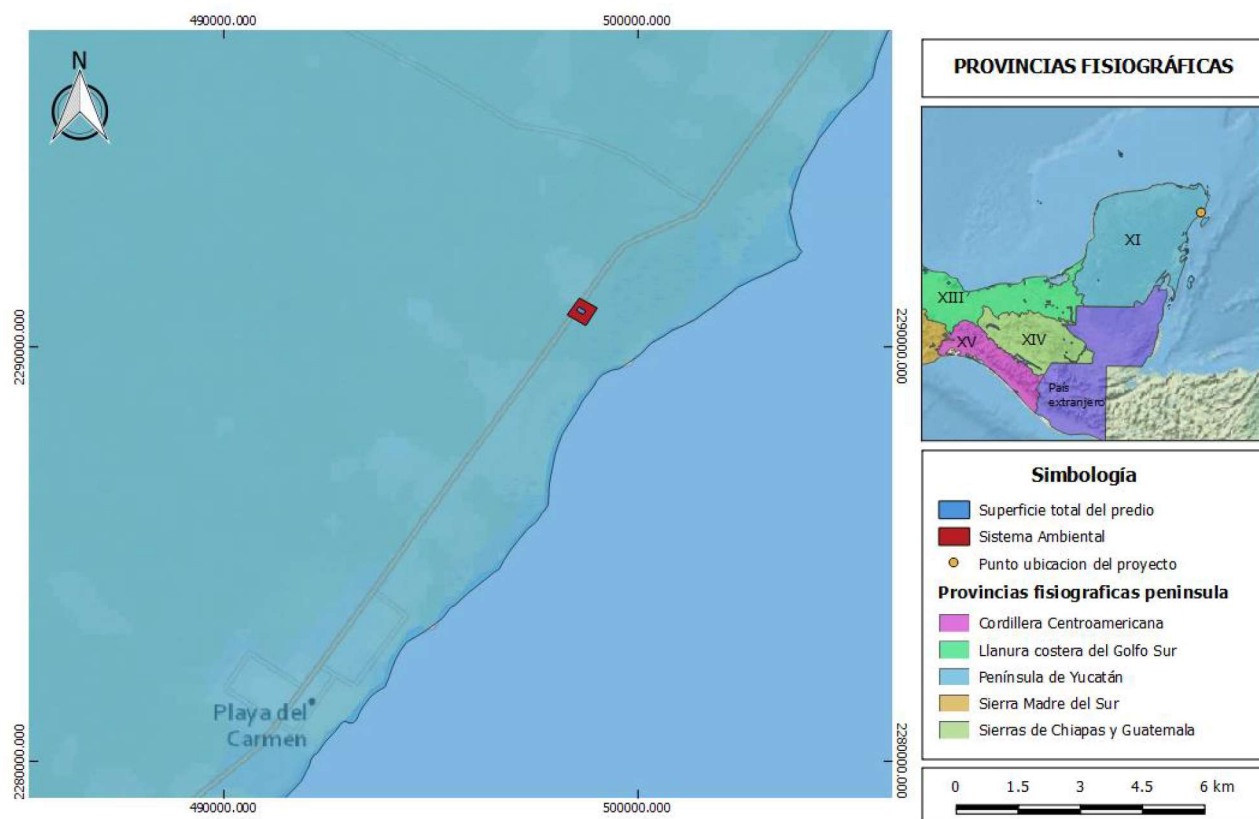 490000.000
500000.000
N
2290000.000
2290000.000
Playa del
Carmen
2280000.000
2280000.000
490000.000
500000.000
PROVINCIAS FISIOGRÁFICAS
XI
XIII
XV
XIV
País
extranjero
Simbología
Superficie total del predio
Sistema Ambiental
Punto ubicacion del proyecto
Provincias fisiograficas peninsula
Cordillera Centroamericana
Llanura costera del Golfo Sur
Península de Yucatán
Sierra Madre del Sur
Sierras de Chiapas y Guatemala
0 1.5 3 4.5 6 km